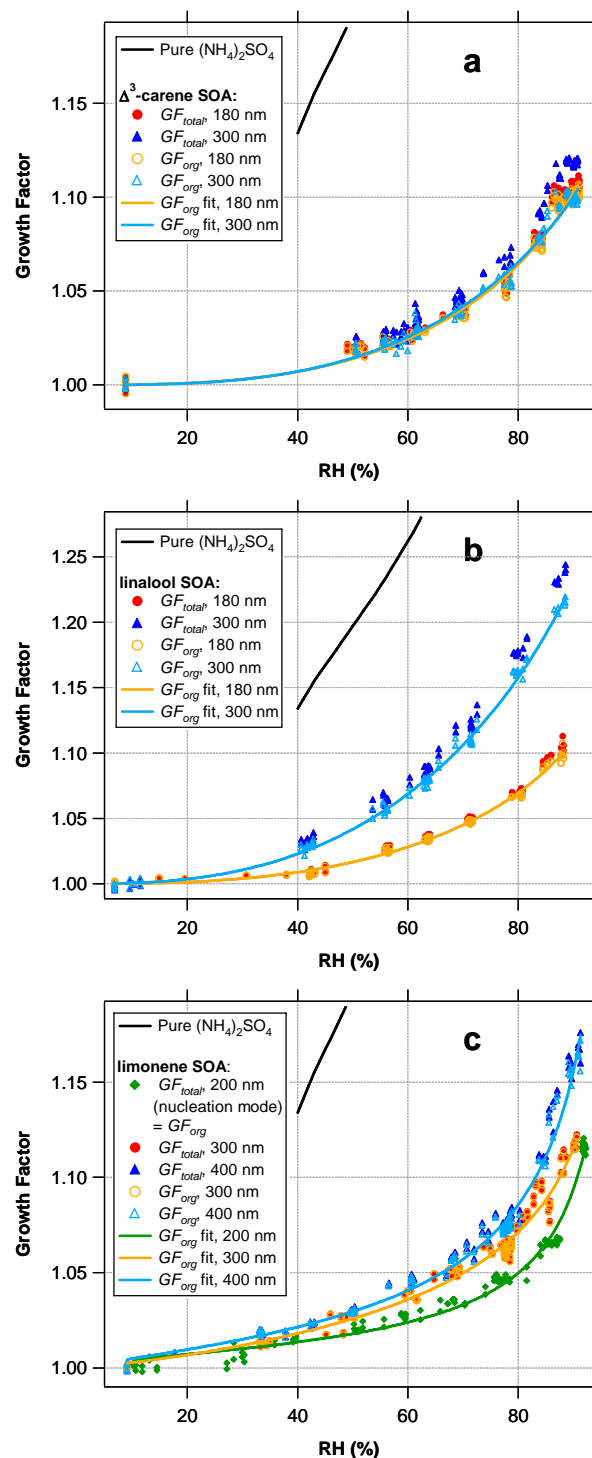 a
Pure (NH4)2SO4
Δ3-carene SOA:
GFtotal, 180 nm
GFtotal, 300 nm
GForg, 180 nm
GForg, 300 nm
GForg fit, 180 nm
GForg fit, 300 nm
Growth Factor
1.15
1.10
1.05
1.00
20 40 60 80
RH (%)
b
Pure (NH4)2SO4
linalool SOA:
GFtotal, 180 nm
GFtotal, 300 nm
GForg, 180 nm
GForg, 300 nm
GForg fit, 180 nm
GForg fit, 300 nm
Growth Factor
1.25
1.20
1.15
1.10
1.05
1.00
20 40 60 80
RH (%)
c
Pure (NH4)2SO4
limonene SOA:
GFtotal, 200 nm
(nucleation mode)
= GForg
GFtotal, 300 nm
GFtotal, 400 nm
GForg, 300 nm
GForg, 400 nm
GForg fit, 200 nm
GForg fit, 300 nm
GForg fit, 400 nm
Growth Factor
1.15
1.10
1.05
1.00
20 40 60 80
RH (%)